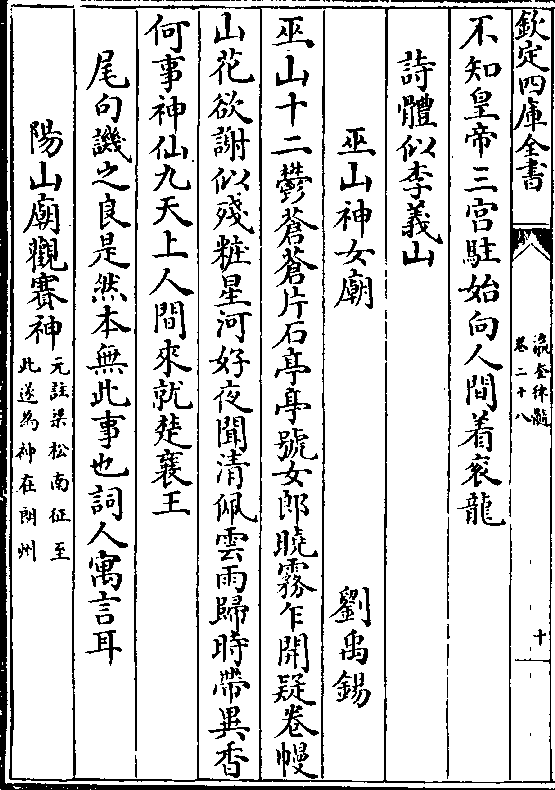 欽定四庫全書
瀛奎律髓
卷二十八
十
不知皇帝三宮駐始向人間着衮龍
詩體似李義山
巫山神女廟 劉禹錫
巫山十二鬱蒼蒼片石亭亭號女郎曉霧乍開疑卷幔
山花欲謝似殘粧星河好夜聞清佩雲雨歸時帶異香
何事神仙九天上人間來就楚襄王
尾句譏之良是然本無此事也詞人寓言耳
陽山廟觀賽神 元註梁松南征至
此遂為神在朗州